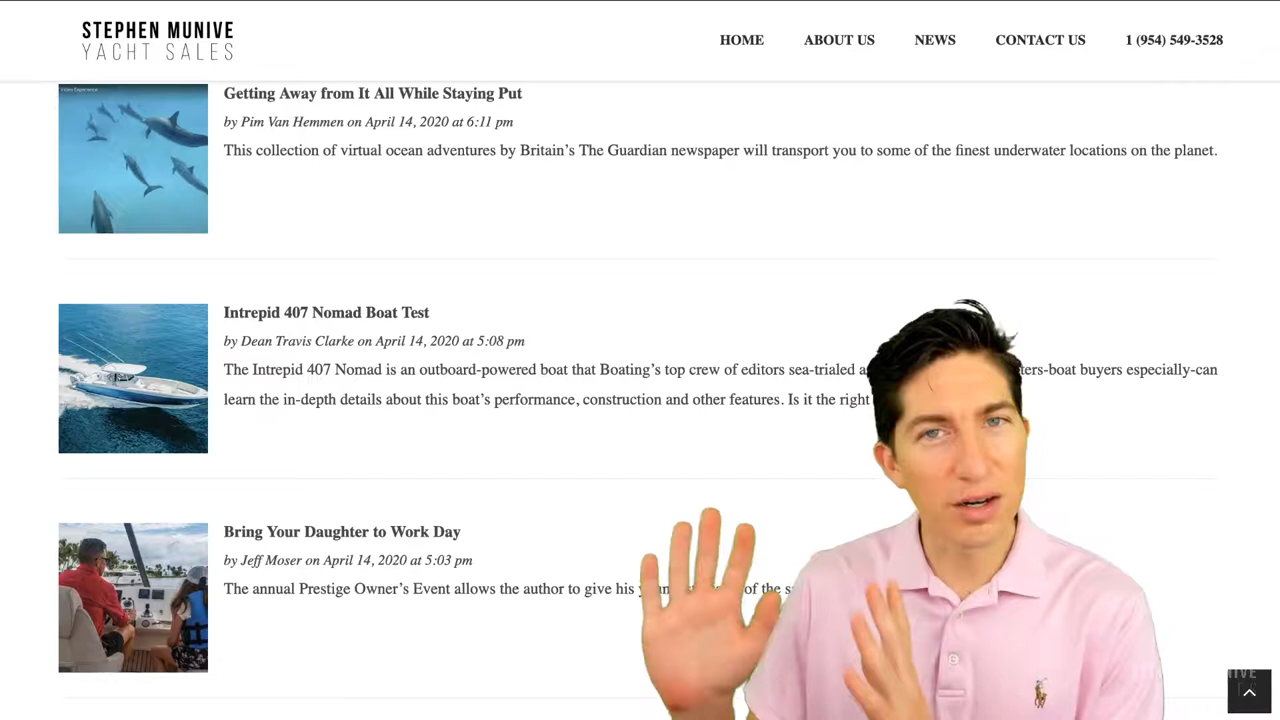 STEPHEN MUNIVE
YACHT SALES
HOME ABOUT US NEWS CONTACT US 1 (954) 549-3528
Video Experience
Getting Away from It All While Staying Put
by Pim Van Hemmen on April 14, 2020 at 6:11 pm
This collection of virtual ocean adventures by Britain’s The Guardian newspaper will transport you to some of the finest underwater locations on the planet.
Intrepid 407 Nomad Boat Test
by Dean Travis Clarke on April 14, 2020 at 5:08 pm
The Intrepid 407 Nomad is an outboard-powered boat that Boating’s top crew of editors sea-trialed ters-boat buyers especially-can
learn the in-depth details about this boat’s performance, construction and other features. Is it the right
Bring Your Daughter to Work Day
by Jeff Moser on April 14, 2020 at 5:03 pm
The annual Prestige Owner’s Event allows the author to give his of the